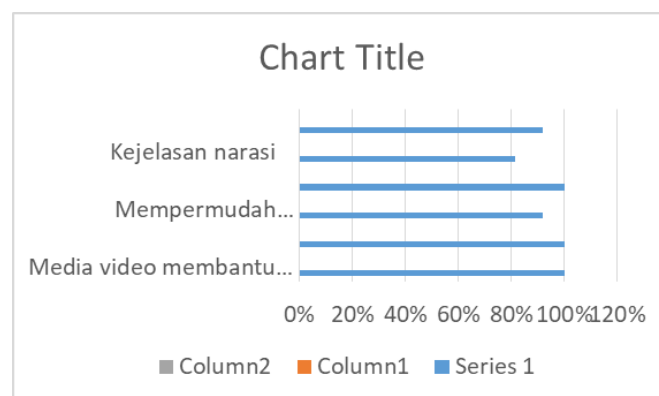 Chart Title
Kejelasan narasi
Mempermudah...
Media video membantu...
0% 20% 40% 60% 80% 100% 120%
Column2 Column1 Series 1